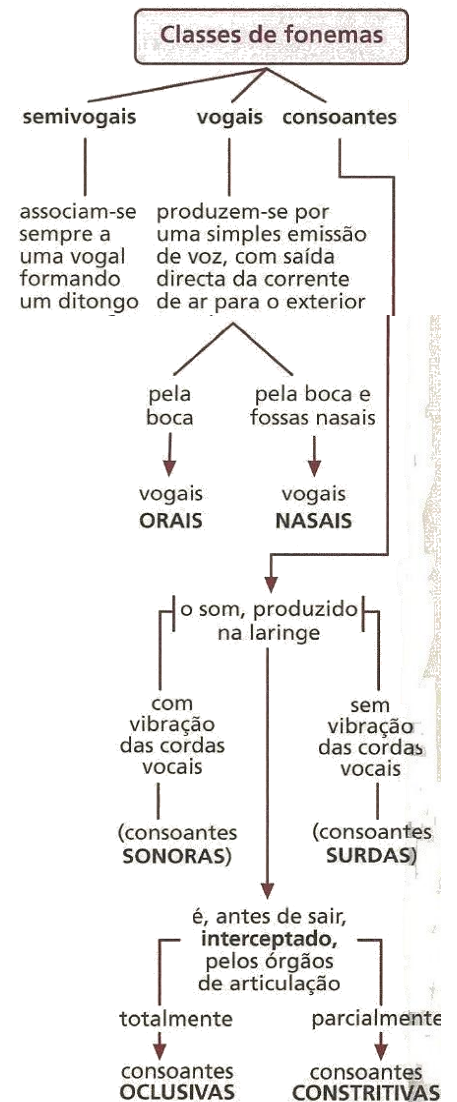 Classes de fonemas
semivogais
vogais
consoantes
associam-se
sempre a
uma vogal
formando
um ditongo
produzem-se por
uma simples emissão
de voz, com saída
directa da corrente
de ar para o exterior
pela
boca
pela boca e
fossas nasais
vogais
ORAIS
vogais
NASAIS
o som, produzido
na laringe
com
vibração
das cordas
vocais
sem
vibração
das cordas
vocais
(consoantes
SONORAS)
(consoantes
SURDAS)
é, antes de sair,
interceptado,
pelos órgãos
de articulação
totalmente
parcialmente
consoantes
OCLUSIVAS
consoantes
CONSTRITIVAS